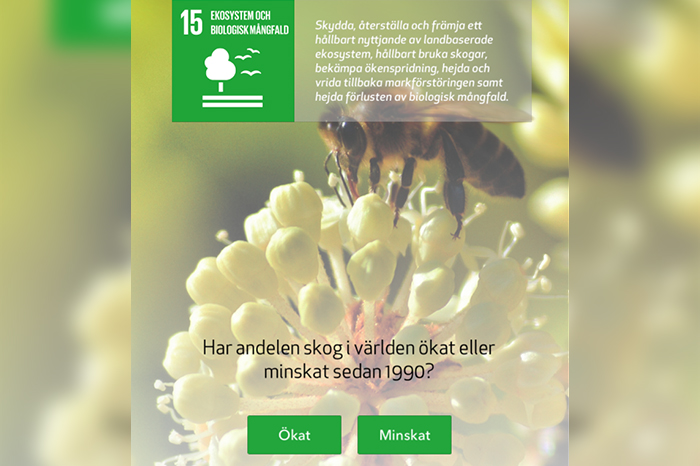 15 EKOSYSTEM OCH
BIOLOGISK MÅNGFALD
Skydda, återställa och främja ett
hållbart nyttjande av landbaserade
ekosystem, hållbart bruka skogar,
bekämpa ökenspridning, hejda och
vrida tillbaka markförstöringen samt
hejda förlusten av biologisk mångfald.
Har andelen skog i världen ökat eller
minskat sedan 1990?
Ökat
Minskat